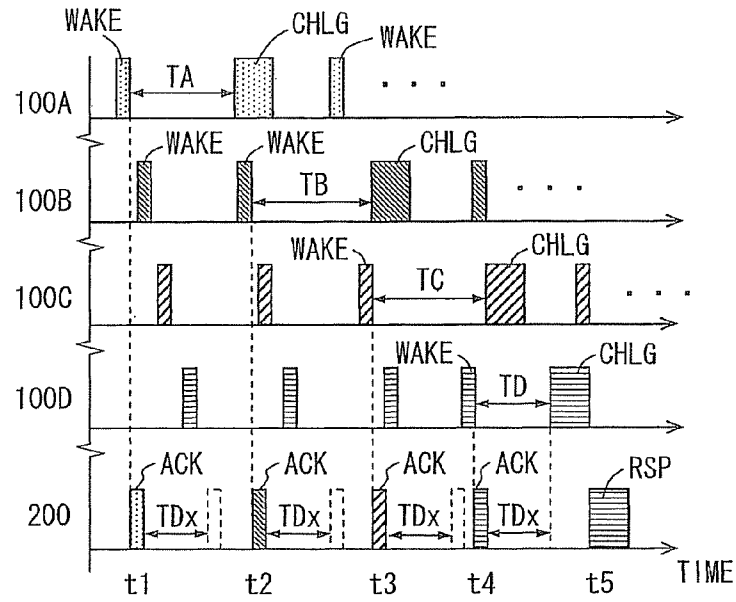 WAKE CHLG WAKE
TA
100A
WAKE WAKE CHLG
TB
100B
WAKE CHLG
TC
100C
WAKE CHLG
TD
100D
ACK ACK ACK ACK RSP
TDx TDx TDx TDx
200
t1 t2 t3 t4 t5 TIME